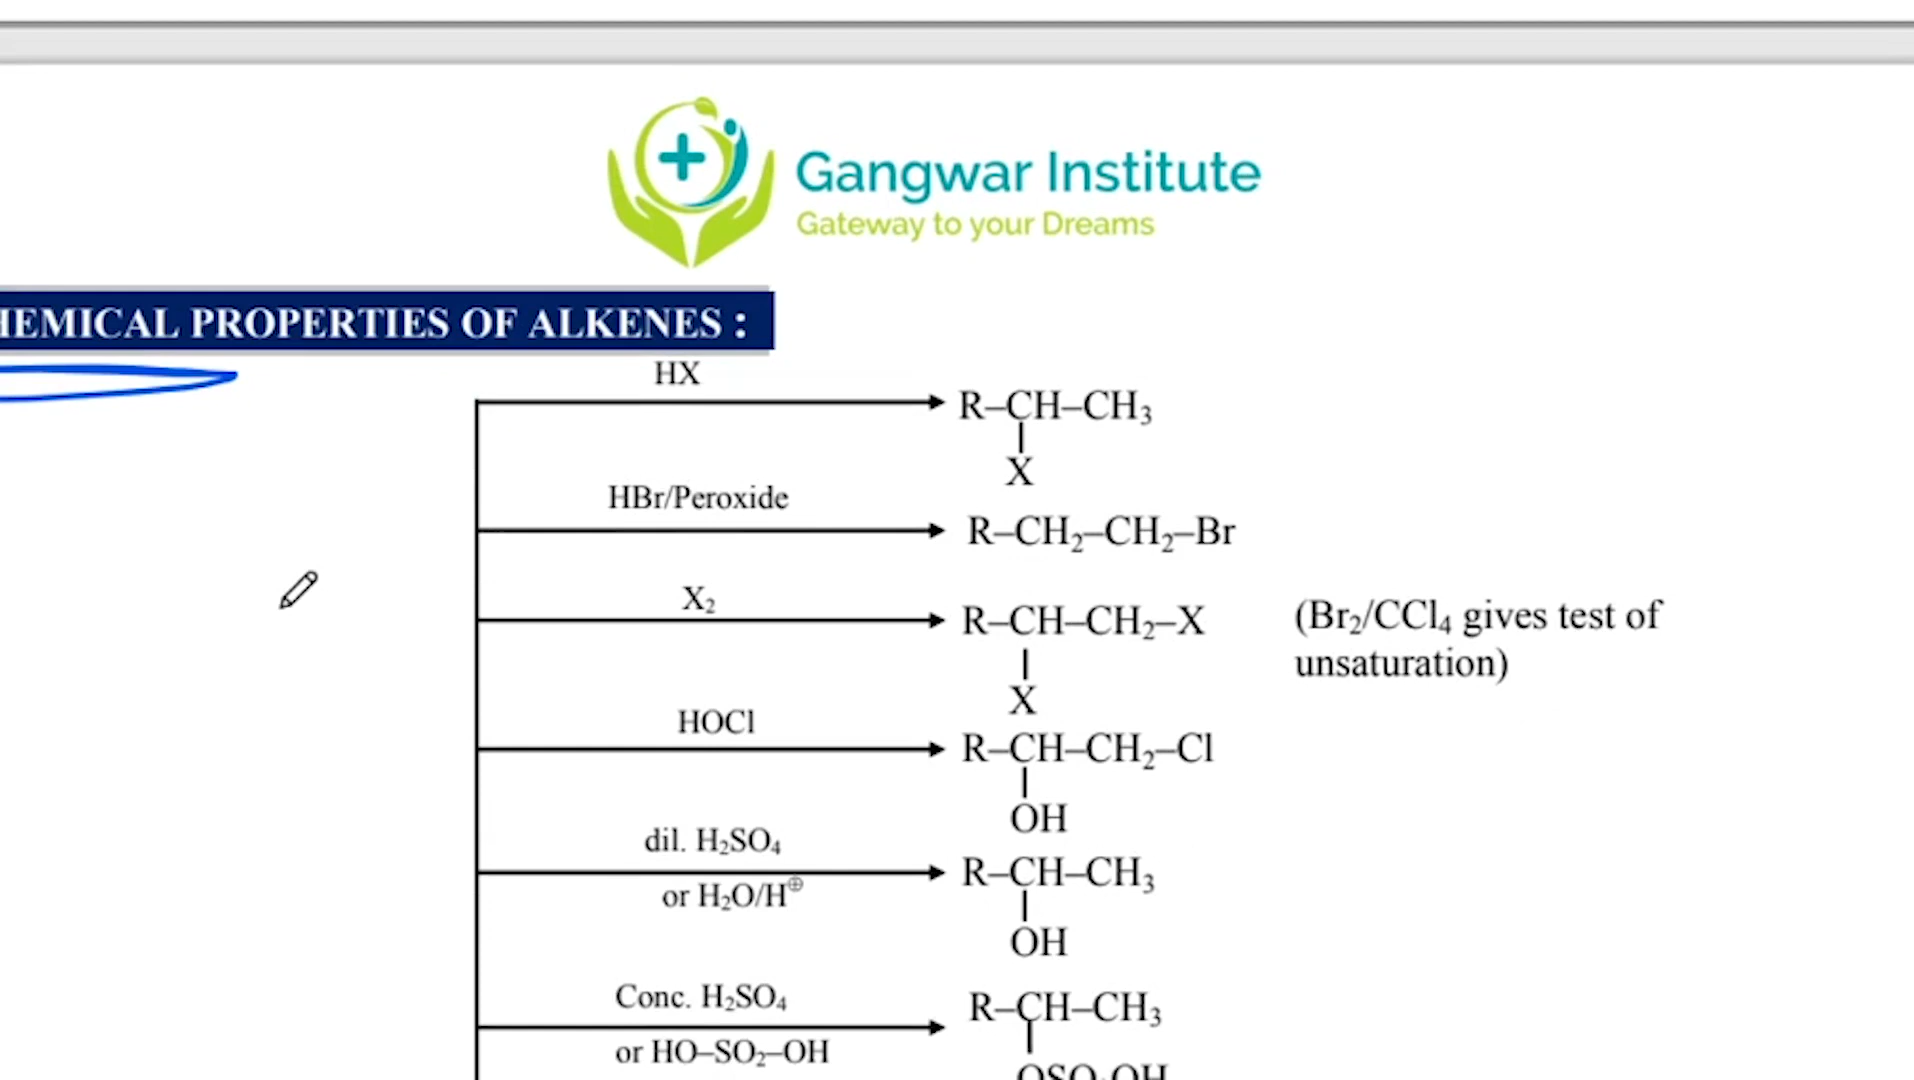 Gangwar Institute
Gateway to your Dreams
HEMICAL PROPERTIES OF ALKENES :
HX
R–CH–CH₃
X
HBr/Peroxide
R–CH₂–CH₂–Br
X₂
R–CH–CH₂–X
X
(Br₂/CCl₄ gives test of
unsaturation)
HOCl
R–CH–CH₂–Cl
OH
dil. H₂SO₄
or H₂O/H⊕
R–CH–CH₃
OH
Conc. H₂SO₄
or HO–SO₂–OH
R–CH–CH₃
OSO₂OH